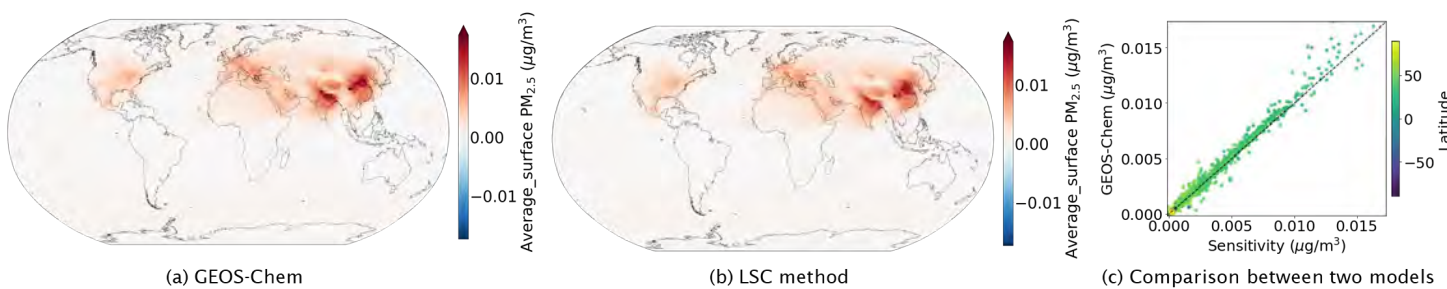 0.01
0.00
−0.01
Average_surface PM2.5 (μg/m³)
(a) GEOS-Chem
0.01
0.00
−0.01
Average_surface PM2.5 (μg/m³)
(b) LSC method
GEOS-Chem (μg/m³)
0.015
0.010
0.005
0.000
0.000 0.005 0.010 0.015
Sensitivity (μg/m³)
50
0
−50
Latitude
(c) Comparison between two models